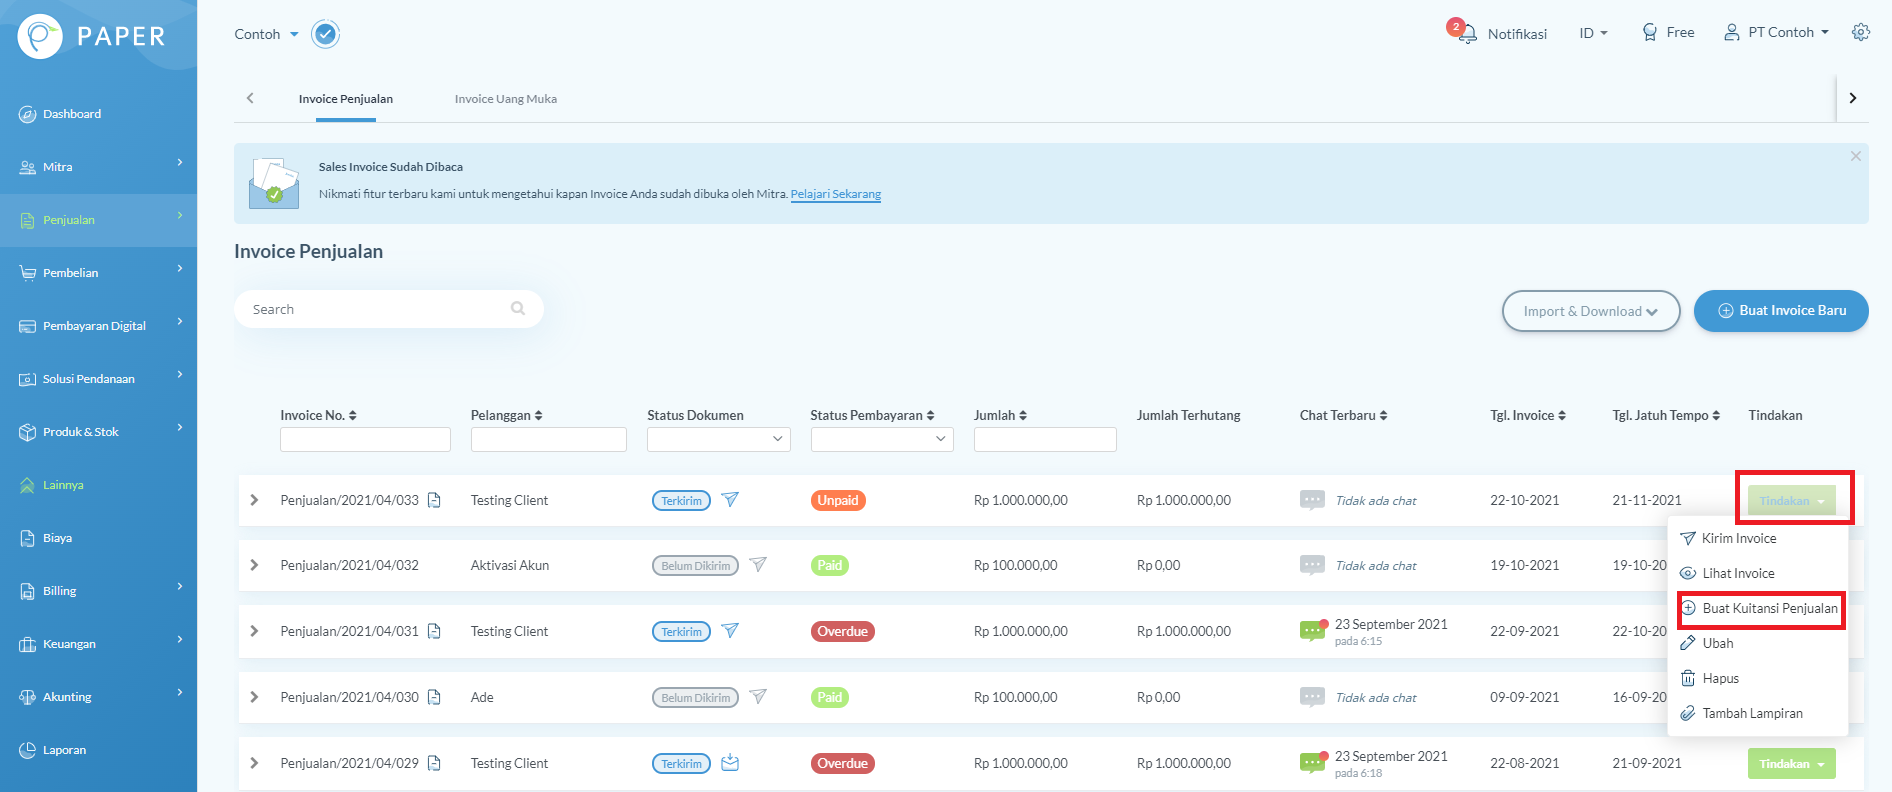 PAPER
Contoh
2
Notifikasi
ID
Free
PT Contoh
Dashboard
Mitra
Penjualan
Pembelian
Pembayaran Digital
Solusi Pendanaan
Produk & Stok
Lainnya
Biaya
Billing
Keuangan
Akunting
Laporan
Invoice Penjualan
Invoice Uang Muka
Sales Invoice Sudah Dibaca
Nikmati fitur terbaru kami untuk mengetahui kapan Invoice Anda sudah dibuka oleh Mitra. Pelajari Sekarang
Invoice Penjualan
Search
Import & Download
Buat Invoice Baru
Invoice No. Pelanggan Status Dokumen Status Pembayaran Jumlah Jumlah Terhutang Chat Terbaru Tgl. Invoice Tgl. Jatuh Tempo Tindakan
Penjualan/2021/04/033 Testing Client Terkirim Unpaid Rp 1.000.000,00 Rp 1.000.000,00 Tidak ada chat 22-10-2021 21-11-2021 Tindakan
Penjualan/2021/04/032 Aktivasi Akun Belum Dikirim Paid Rp 100.000,00 Rp 0,00 Tidak ada chat 19-10-2021 19-10-20
Penjualan/2021/04/031 Testing Client Terkirim Overdue Rp 1.000.000,00 Rp 1.000.000,00 23 September 2021 22-09-2021 22-10-20
pada 6:15
Penjualan/2021/04/030 Ade Belum Dikirim Paid Rp 100.000,00 Rp 0,00 Tidak ada chat 09-09-2021 16-09-20
Penjualan/2021/04/029 Testing Client Terkirim Overdue Rp 1.000.000,00 Rp 1.000.000,00 23 September 2021 22-08-2021 21-09-2021 Tindakan
pada 6:18
Kirim Invoice
Lihat Invoice
Buat Kuitansi Penjualan
Ubah
Hapus
Tambah Lampiran